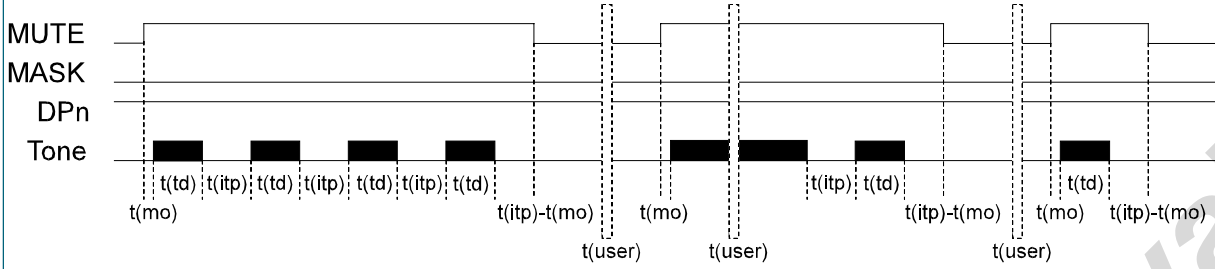 MUTE
MASK
DPn
Tone
t(td) t(itp) t(td) t(itp) t(td) t(itp) t(td) t(itp) t(td) t(td)
t(mo) t(itp)-t(mo) t(mo) t(itp)-t(mo) t(mo) t(itp)-t(mo)
t(user) t(user) t(user)